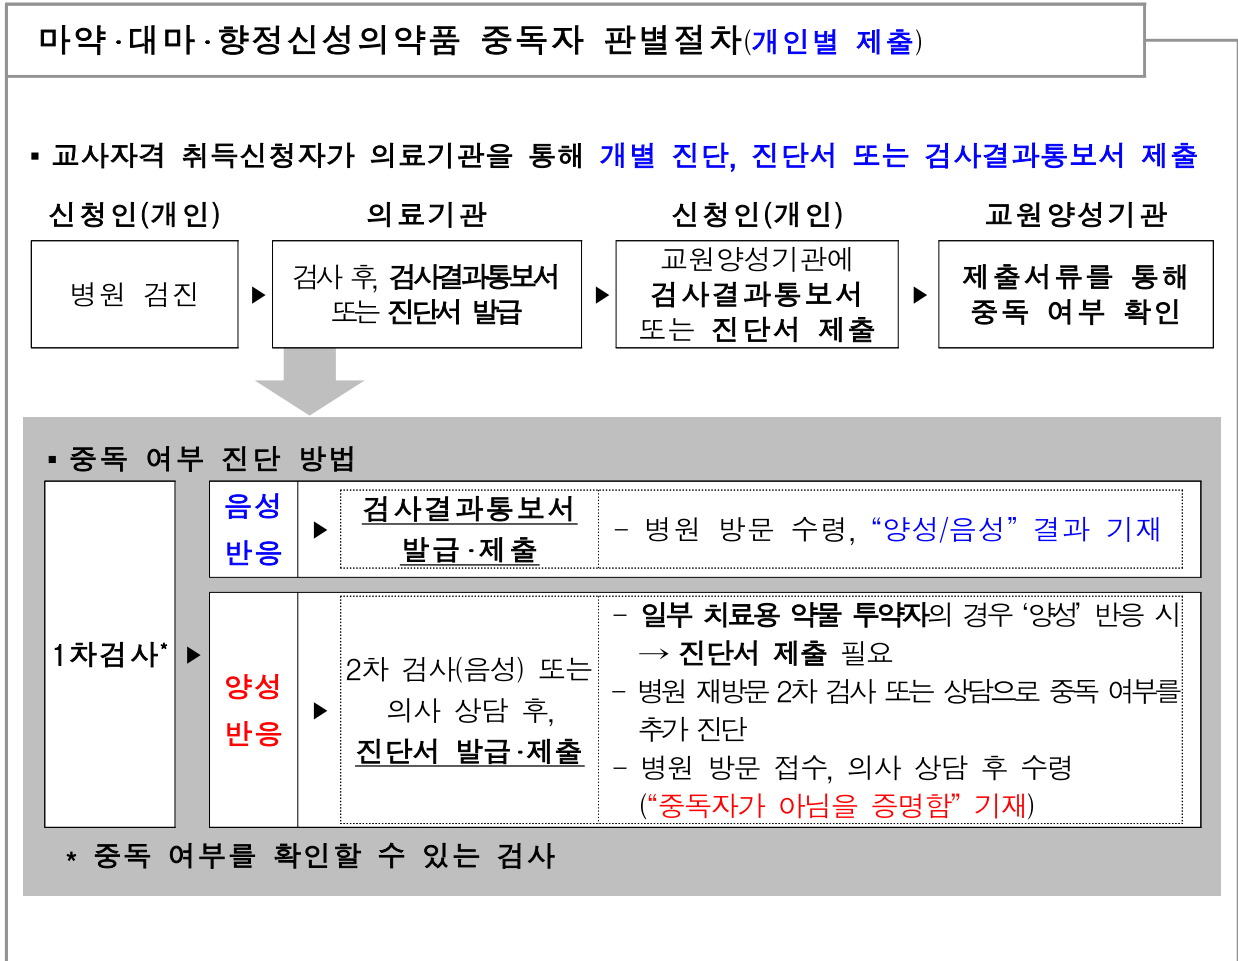 마약·대마·향정신성의약품 중독자 판별절차(개인별 제출)
▪ 교사자격 취득신청자가 의료기관을 통해 개별 진단, 진단서 또는 검사결과통보서 제출
신청인(개인)
병원 검진
▶
의료기관
검사 후, 검사결과통보서
또는 진단서 발급
▶
신청인(개인)
교원양성기관에
검사결과통보서
또는 진단서 제출
▶
교원양성기관
제출서류를 통해
중독 여부 확인
▪ 중독 여부 진단 방법
1차검사*
▶
음성
반응
▶
검사결과통보서
발급·제출
- 병원 방문 수령, “양성/음성” 결과 기재
양성
반응
▶
2차 검사(음성) 또는
의사 상담 후,
진단서 발급·제출
- 일부 치료용 약물 투약자의 경우 ‘양성’ 반응 시
→ 진단서 제출 필요
- 병원 재방문 2차 검사 또는 상담으로 중독 여부를
추가 진단
- 병원 방문 접수, 의사 상담 후 수령
(“중독자가 아님을 증명함” 기재)
* 중독 여부를 확인할 수 있는 검사